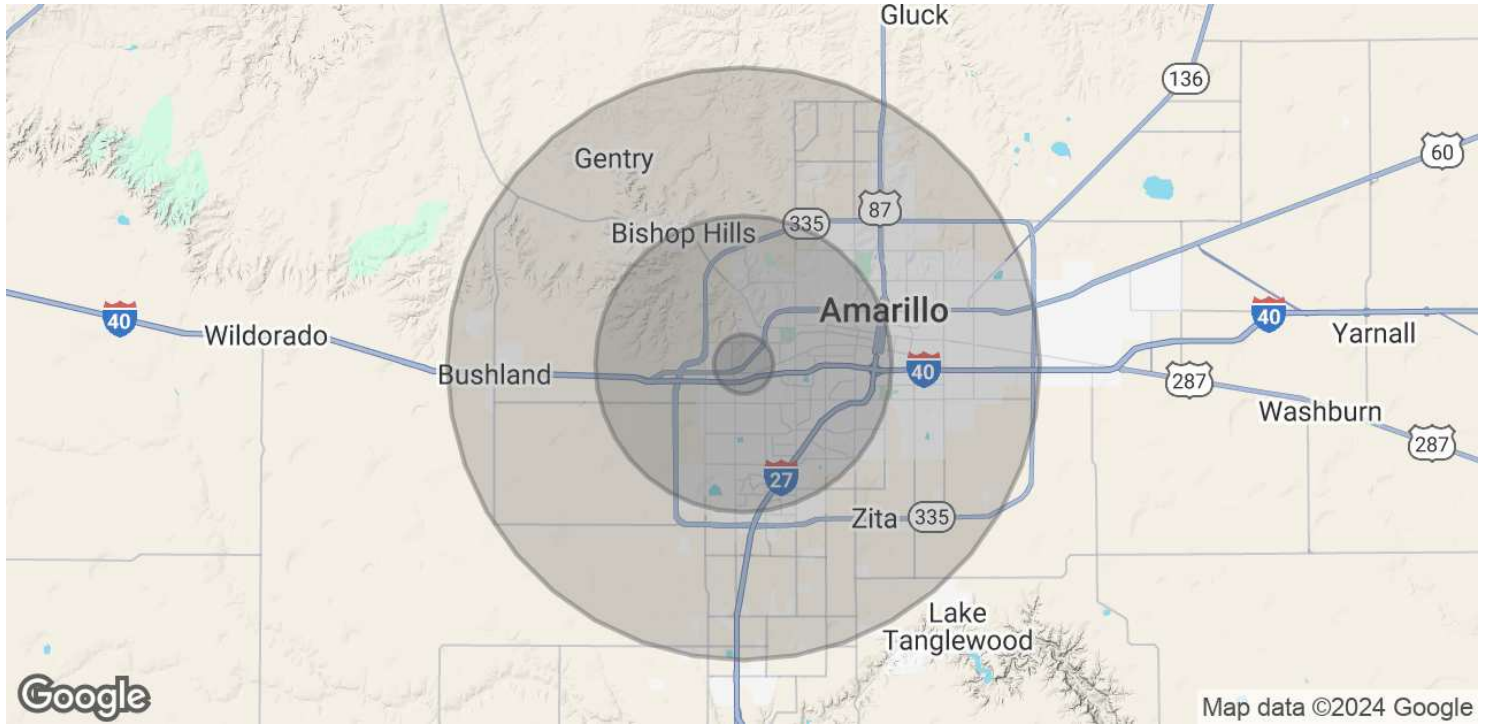 Gluck
136
60
Gentry
87
Bishop Hills
335
Amarillo
40
40
Wildorado
Yarnall
Bushland
40
287
Washburn
287
27
Zita
335
Lake
Tanglewood
Google
Map data ©2024 Google